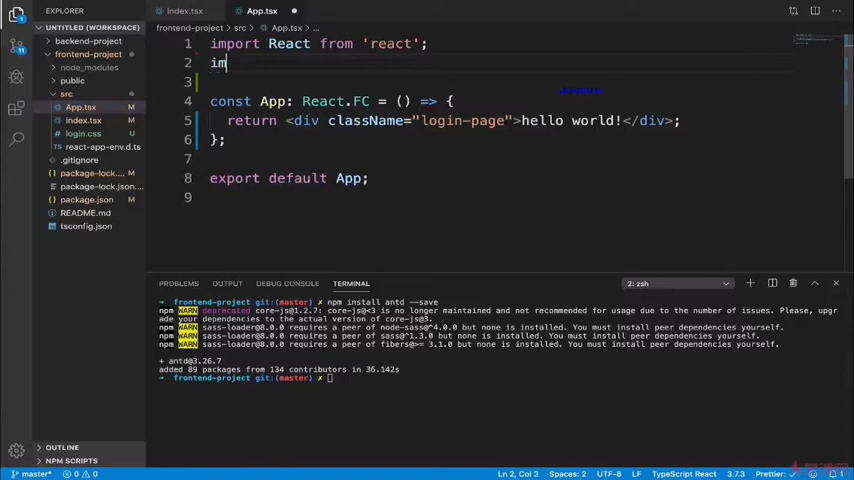 EXPLORER
index.tsx
App.tsx
UNTITLED (WORKSPACE)
frontend-project > src > App.tsx > ...
backend-project
frontend-project
node_modules
public
src
App.tsx
index.tsx
login.css
react-app-env.d.ts
.gitignore
package-lock....
package-lock.json...
package.json
README.md
tsconfig.json
1 import React from 'react';
2 im
3
4 const App: React.FC = () => {
5 return <div className="login-page">hello world!</div>;
6 };
7
8 export default App;
9
PROBLEMS OUTPUT DEBUG CONSOLE TERMINAL
2: zsh
→ frontend-project git:(master) ✗ npm install antd --save
npm WARN deprecated core-js@1.2.7: core-js@<3 is no longer maintained and not recommended for usage due to the number of issues. Please, upgr
ade your dependencies to the actual version of core-js@3.
npm WARN sass-loader@8.0.0 requires a peer of node-sass@^4.0.0 but none is installed. You must install peer dependencies yourself.
npm WARN sass-loader@8.0.0 requires a peer of sass@^1.3.0 but none is installed. You must install peer dependencies yourself.
npm WARN sass-loader@8.0.0 requires a peer of fibers@>= 3.1.0 but none is installed. You must install peer dependencies yourself.
+ antd@3.26.7
added 89 packages from 134 contributors in 36.142s
→ frontend-project git:(master) ✗
OUTLINE
NPM SCRIPTS
master* 0 0
Ln 2, Col 3 Spaces: 2 UTF-8 LF TypeScript React 3.7.3 Prettier: ✓ 1